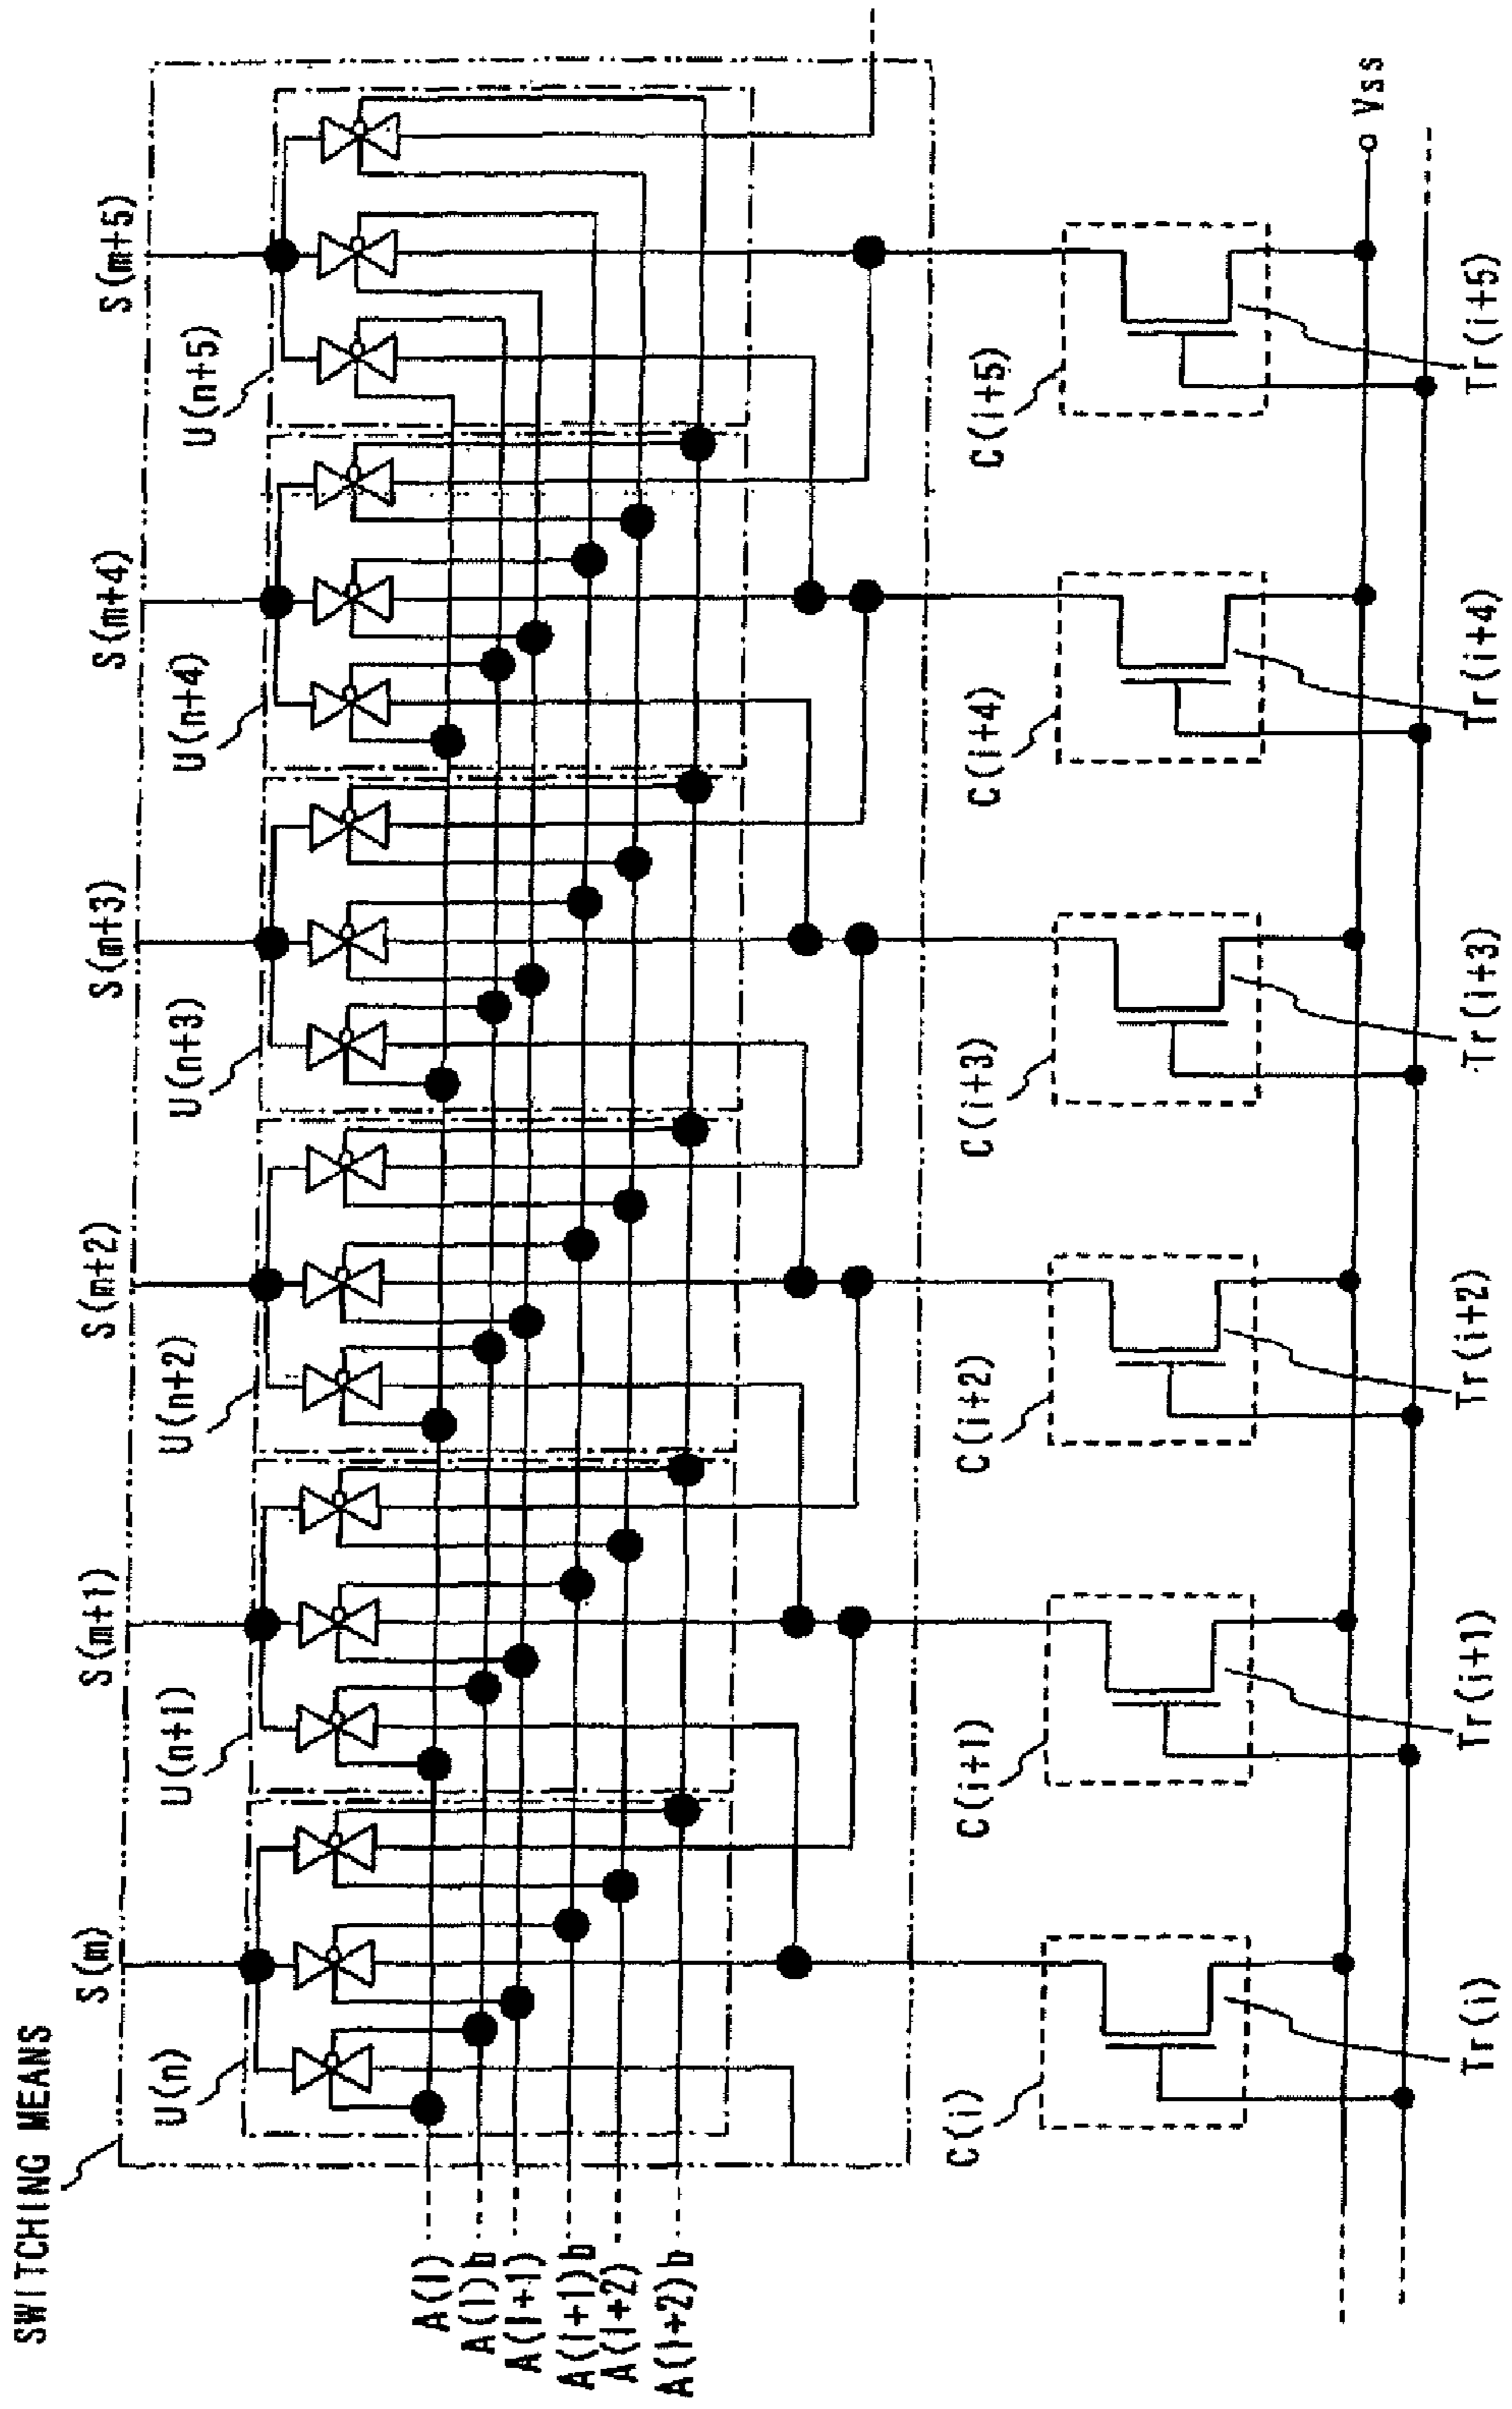 SWITCHING MEANS
S(m)
S(m+1)
S(m+2)
S(m+3)
S(m+4)
S(m+5)
U(n)
U(n+1)
U(n+2)
U(n+3)
U(n+4)
U(n+5)
A(l)
A(l)b
A(l+1)
A(l+1)b
A(l+2)
A(l+2)b
C(i)
C(i+1)
C(i+2)
C(i+3)
C(i+4)
C(i+5)
Vss
Tr(i)
Tr(i+1)
Tr(i+2)
Tr(i+3)
Tr(i+4)
Tr(i+5)